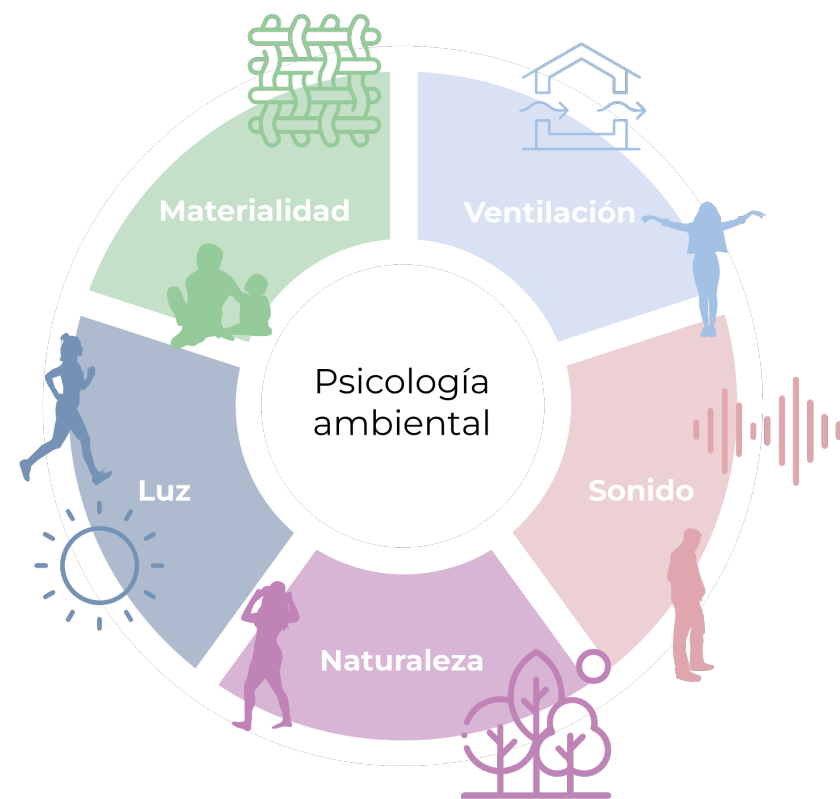 Materialidad
Ventilación
Psicología
ambiental
Luz
Sonido
Naturaleza